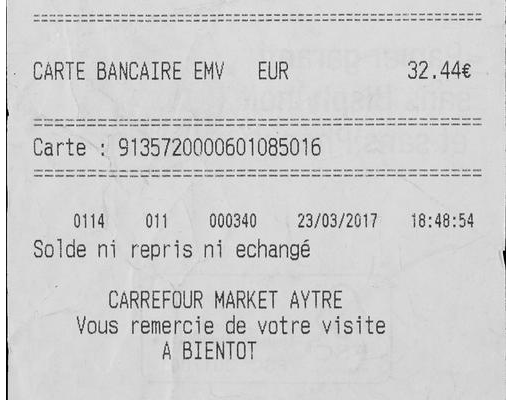 ==================================================
CARTE BANCAIRE EMV EUR 32.44€
==================================================
Carte : 9135720000601085016
==================================================
0114 011 000340 23/03/2017 18:48:54
Solde ni repris ni echangé
CARREFOUR MARKET AYTRE
Vous remercie de votre visite
A BIENTOT